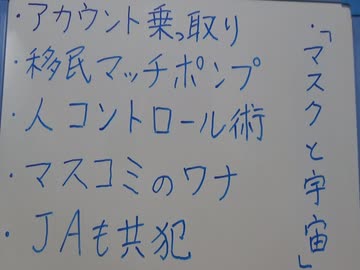 ・アカウント乗っ取り
・移民マッチポンプ
・人コントロール術
・マスコミのワナ
・JAも共犯
・「マスクと宇宙」